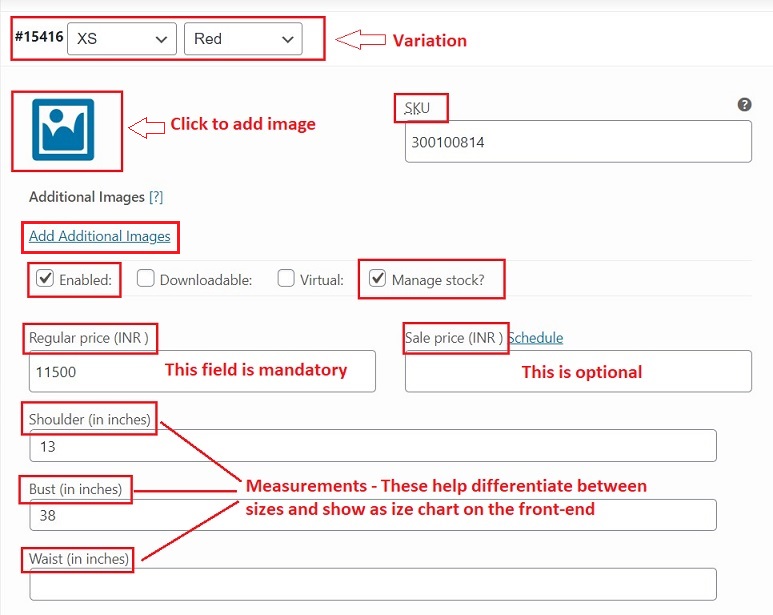 #15416 XS Red Variation
Click to add image
SKU
300100814
Additional Images [?]
Add Additional Images
Enabled: Downloadable: Virtual: Manage stock?
Regular price (INR )
11500 This field is mandatory
Sale price (INR ) Schedule
This is optional
Shoulder (in inches)
13
Bust (in inches)
38
Measurements - These help differentiate between
sizes and show as ize chart on the front-end
Waist (in inches)